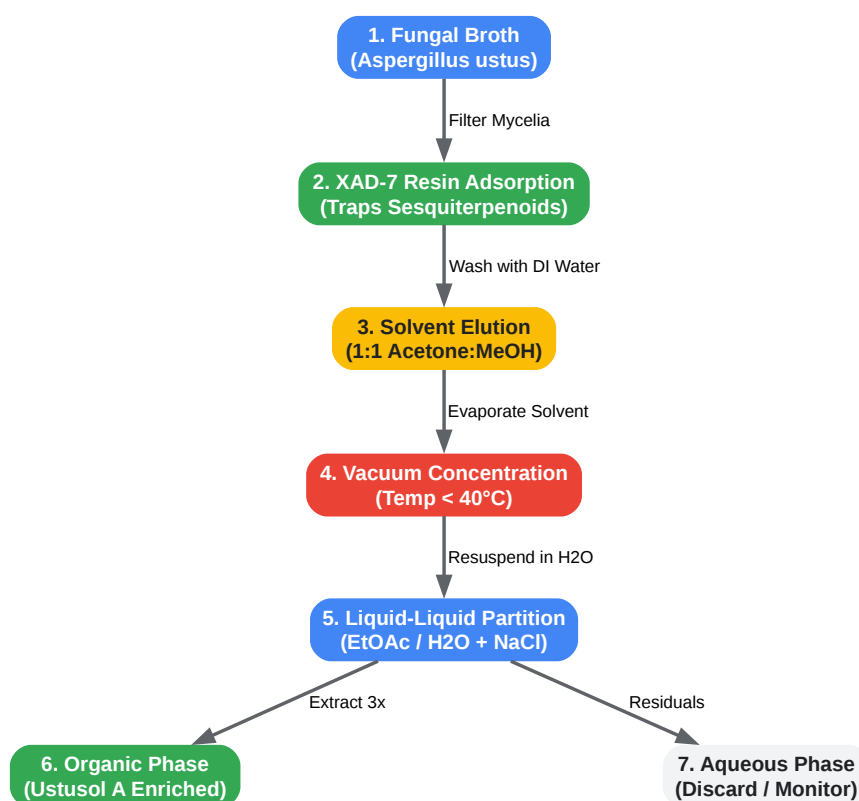 1. Fungal Broth
(Aspergillus ustus)
Filter Mycelia
2. XAD-7 Resin Adsorption
(Traps Sesquiterpenoids)
Wash with DI Water
3. Solvent Elution
(1:1 Acetone:MeOH)
Evaporate Solvent
4. Vacuum Concentration
(Temp < 40°C)
Resuspend in H2O
5. Liquid-Liquid Partition
(EtOAc / H2O + NaCl)
Extract 3x
Residuals
6. Organic Phase
(Ustusol A Enriched)
7. Aqueous Phase
(Discard / Monitor)